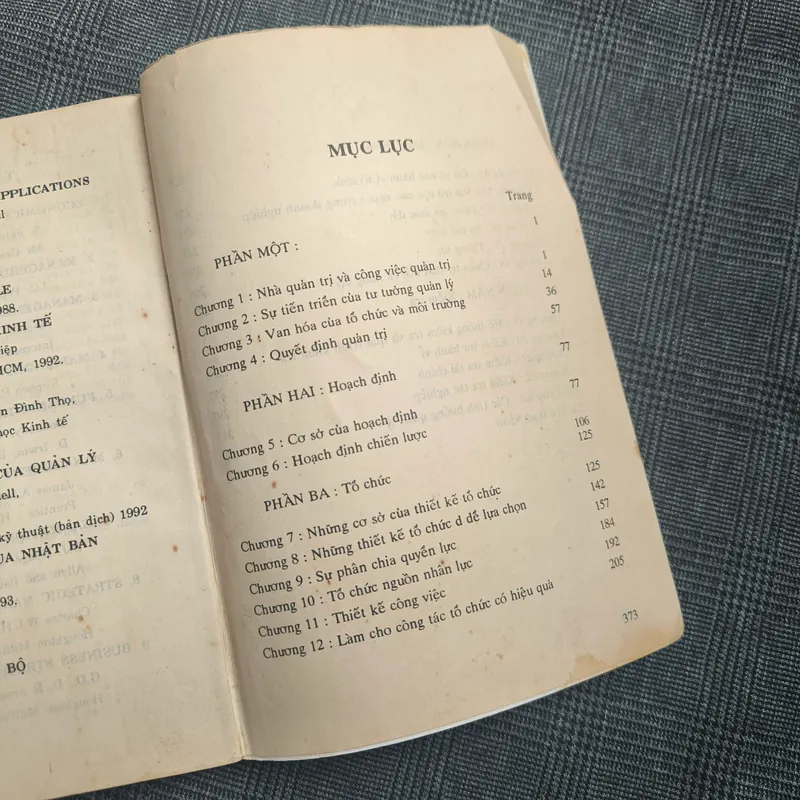 PPLICATIONS
LE
988.
INH TẾ
iệp
HCM, 1992.
n Đình Thọ,
học Kinh tế
CỦA QUẢN LÝ
ell,
kỹ thuật (bản dịch) 1992
UA NHẬT BẢN
93.
BỘ
MỤC LỤC
Trang
PHẦN MỘT : 1
Chương 1 : Nhà quản trị và công việc quản trị 1
Chương 2 : Sự tiến triển của tư tưởng quản lý 14
Chương 3 : Van hóa của tổ chức và môi trường 36
Chương 4 : Quyết định quản trị 57
PHẦN HAI : Hoạch định 77
Chương 5 : Cơ sở của hoạch định 77
Chương 6 : Hoạch định chiến lược 106
PHẦN BA : Tổ chức 125
Chương 7 : Những cơ sở của thiết kế tổ chức 125
Chương 8 : Những thiết kế tổ chức d dể lựa chọn 142
Chương 9 : Sự phân chia quyền lực 157
Chương 10 : Tổ chức nguồn nhân lực 184
Chương 11 : Thiết kế công việc 192
Chương 12 : Làm cho công tác tổ chức có hiệu quả 205
373